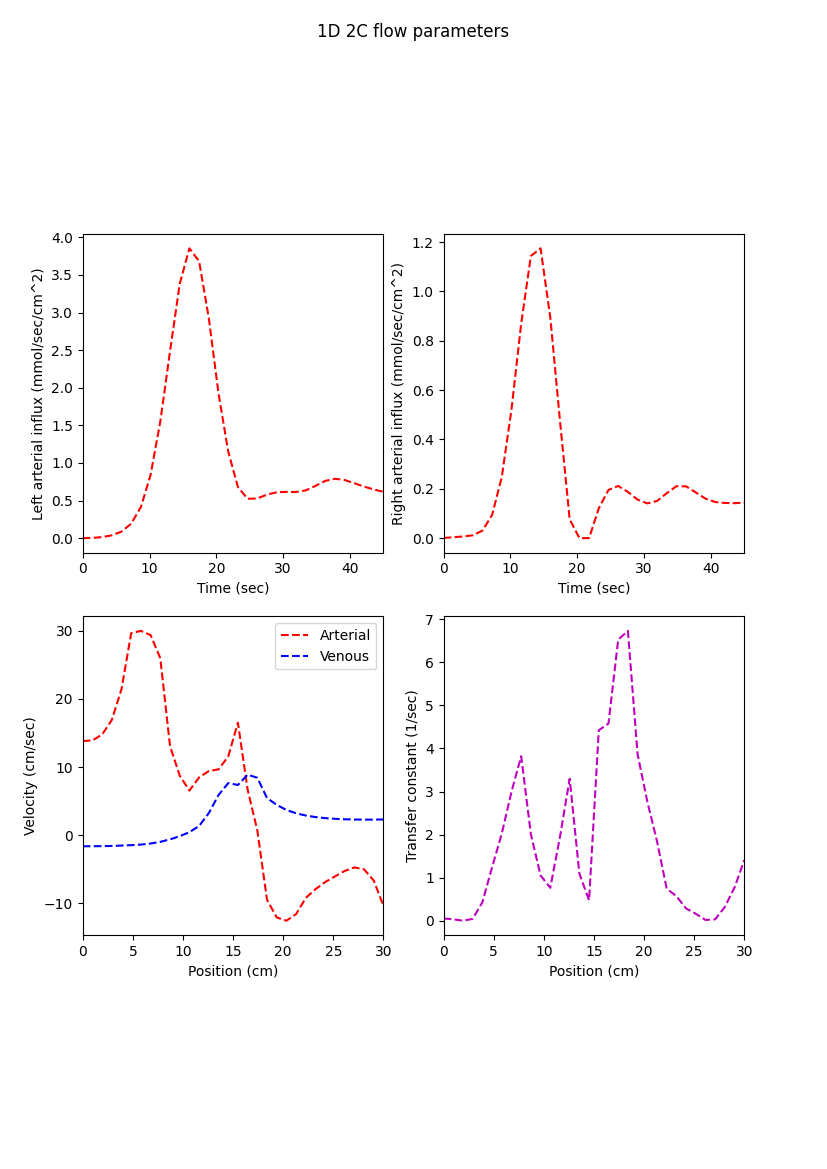 1D 2C flow parameters
Left arterial influx (mmol/sec/cm^2)
4.0
3.5
3.0
2.5
2.0
1.5
1.0
0.5
0.0
0 10 20 30 40
Time (sec)
Right arterial influx (mmol/sec/cm^2)
1.2
1.0
0.8
0.6
0.4
0.2
0.0
0 10 20 30 40
Time (sec)
Velocity (cm/sec)
30
20
10
0
−10
Arterial
Venous
0 5 10 15 20 25 30
Position (cm)
Transfer constant (1/sec)
7
6
5
4
3
2
1
0
0 5 10 15 20 25 30
Position (cm)